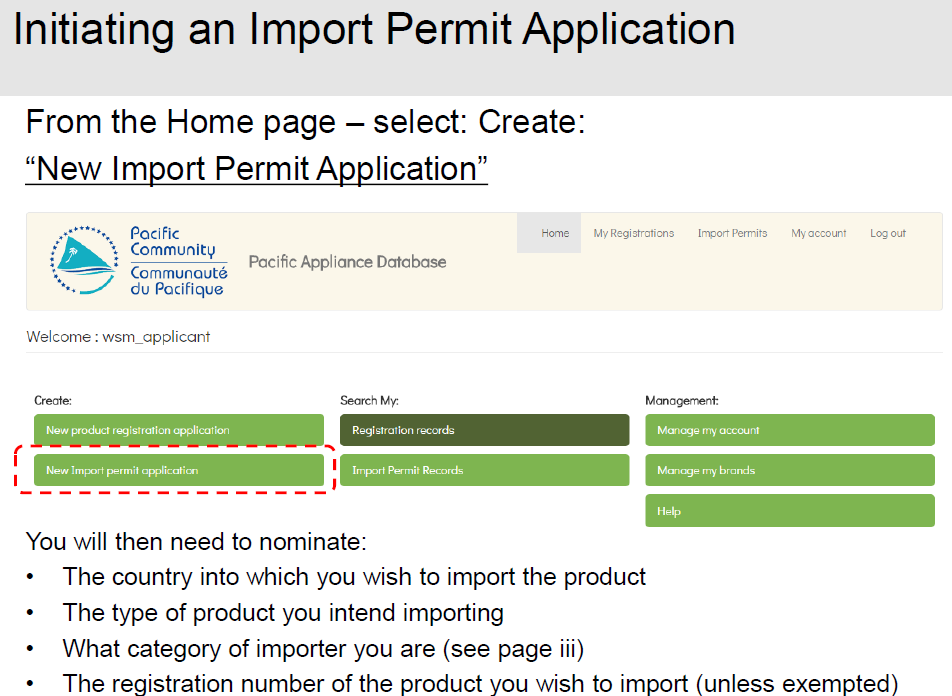 Initiating an Import Permit Application
From the Home page – select: Create:
“New Import Permit Application”
Pacific
Community
Communauté
du Pacifique
Pacific Appliance Database
Home
My Registrations
Import Permits
My account
Log out
Welcome : wsm_applicant
Create:
New product registration application
New Import permit application
Search My:
Registration records
Import Permit Records
Management:
Manage my account
Manage my brands
Help
You will then need to nominate:
• The country into which you wish to import the product
• The type of product you intend importing
• What category of importer you are (see page iii)
• The registration number of the product you wish to import (unless exempted)